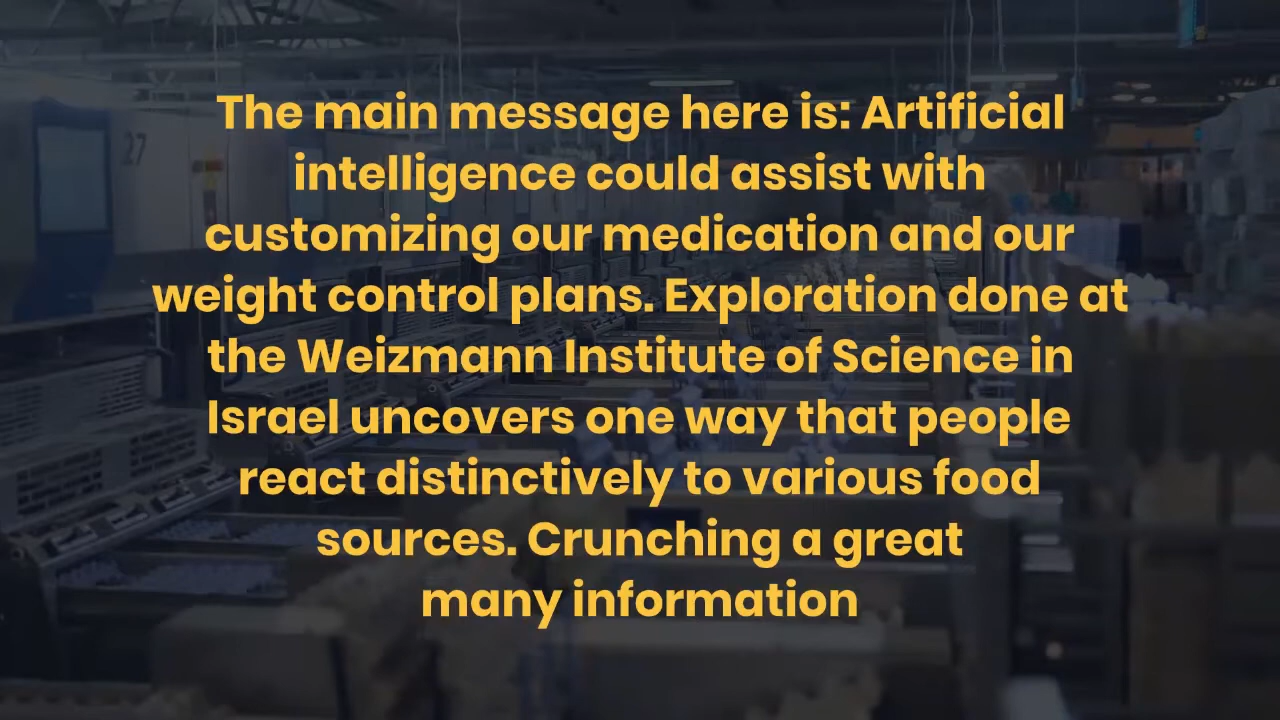 27
The main message here is: Artificial
intelligence could assist with
customizing our medication and our
weight control plans. Exploration done at
the Weizmann Institute of Science in
Israel uncovers one way that people
react distinctively to various food
sources. Crunching a great
many information